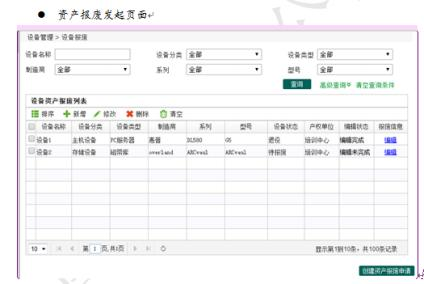 ● 资产报废发起页面
设备管理 > 设备报废
设备名称 设备分类 全部 设备类型 全部
制造商 全部 系列 全部 型号 全部
查询 高级查询 清空查询条件
设备资产报废列表
排序 新增 修改 删除 清空
设备名称 设备分类 设备类型 制造商 系列 型号 设备状态 产权单位 编辑状态 报废信息
设备1 主机设备 PC服务器 惠普 DL580 G5 退役 培训中心 编辑完成 编辑
设备2 存储设备 磁带库 overland ARCvaul ARCvaul 待报废 培训中心 编辑未完成 编辑
10 第 1 页,共1页 显示第1到10条，共100条记录
创建资产报废申请